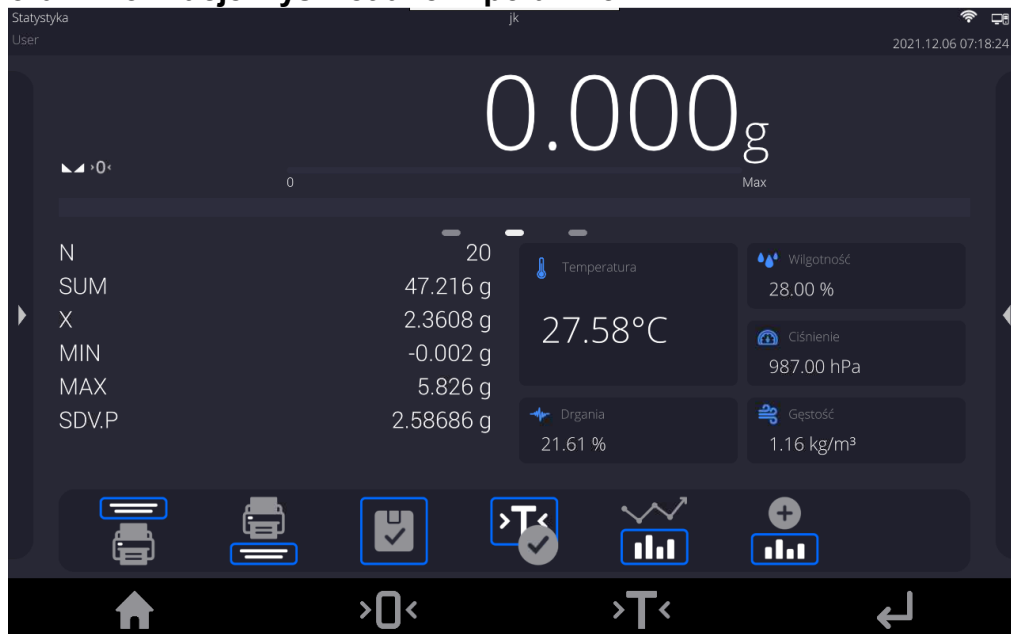 Statystyka jk
User 2021.12.06 07:18:24
0.000g
>0<
0 Max
N 20
SUM 47.216 g
X 2.3608 g
MIN -0.002 g
MAX 5.826 g
SDV.P 2.58686 g
Temperatura
27.58°C
Wilgotność
28.00 %
Ciśnienie
987.00 hPa
Drgania
21.61 %
Gęstość
1.16 kg/m³
>T<
>0< >T<